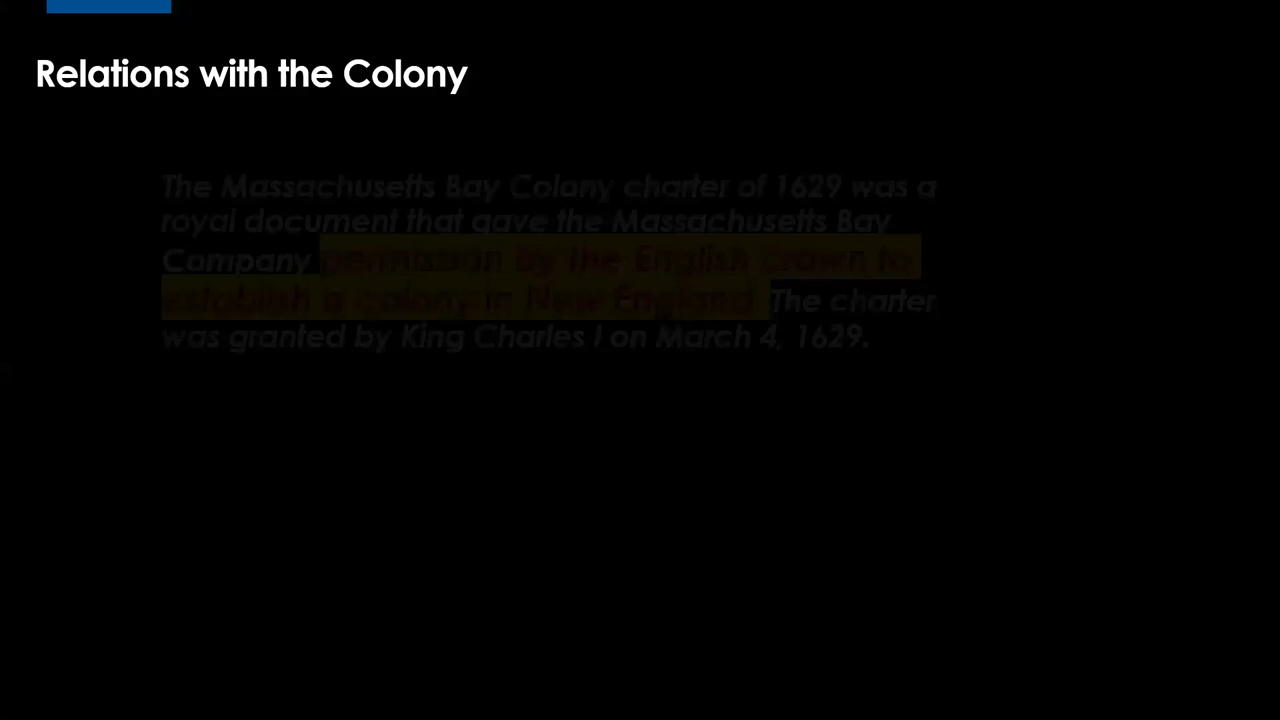 Relations with the Colony
The Massachusetts Bay Colony charter of 1629 was a
royal document that gave the Massachusetts Bay
Company permission by the English crown to
establish a colony in New England. The charter
was granted by King Charles I on March 4, 1629.